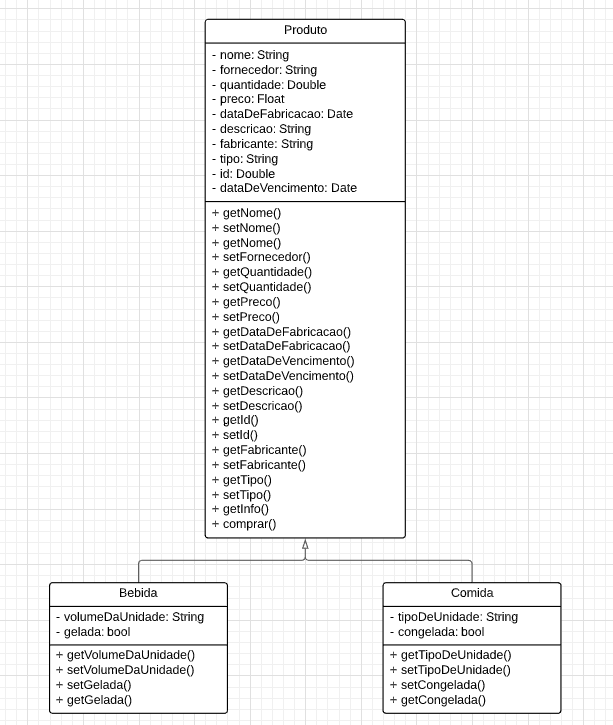 Produto
- nome: String
- fornecedor: String
- quantidade: Double
- preco: Float
- dataDeFabricacao: Date
- descricao: String
- fabricante: String
- tipo: String
- id: Double
- dataDeVencimento: Date
+ getNome()
+ setNome()
+ getNome()
+ setFornecedor()
+ getQuantidade()
+ setQuantidade()
+ getPreco()
+ setPreco()
+ getDataDeFabricacao()
+ setDataDeFabricacao()
+ getDataDeVencimento()
+ setDataDeVencimento()
+ getDescricao()
+ setDescricao()
+ getId()
+ setId()
+ getFabricante()
+ setFabricante()
+ getTipo()
+ setTipo()
+ getInfo()
+ comprar()
Bebida
- volumeDaUnidade: String
- gelada: bool
+ getVolumeDaUnidade()
+ setVolumeDaUnidade()
+ setGelada()
+ getGelada()
Comida
- tipoDeUnidade: String
- congelada: bool
+ getTipoDeUnidade()
+ setTipoDeUnidade()
+ setCongelada()
+ getCongelada()